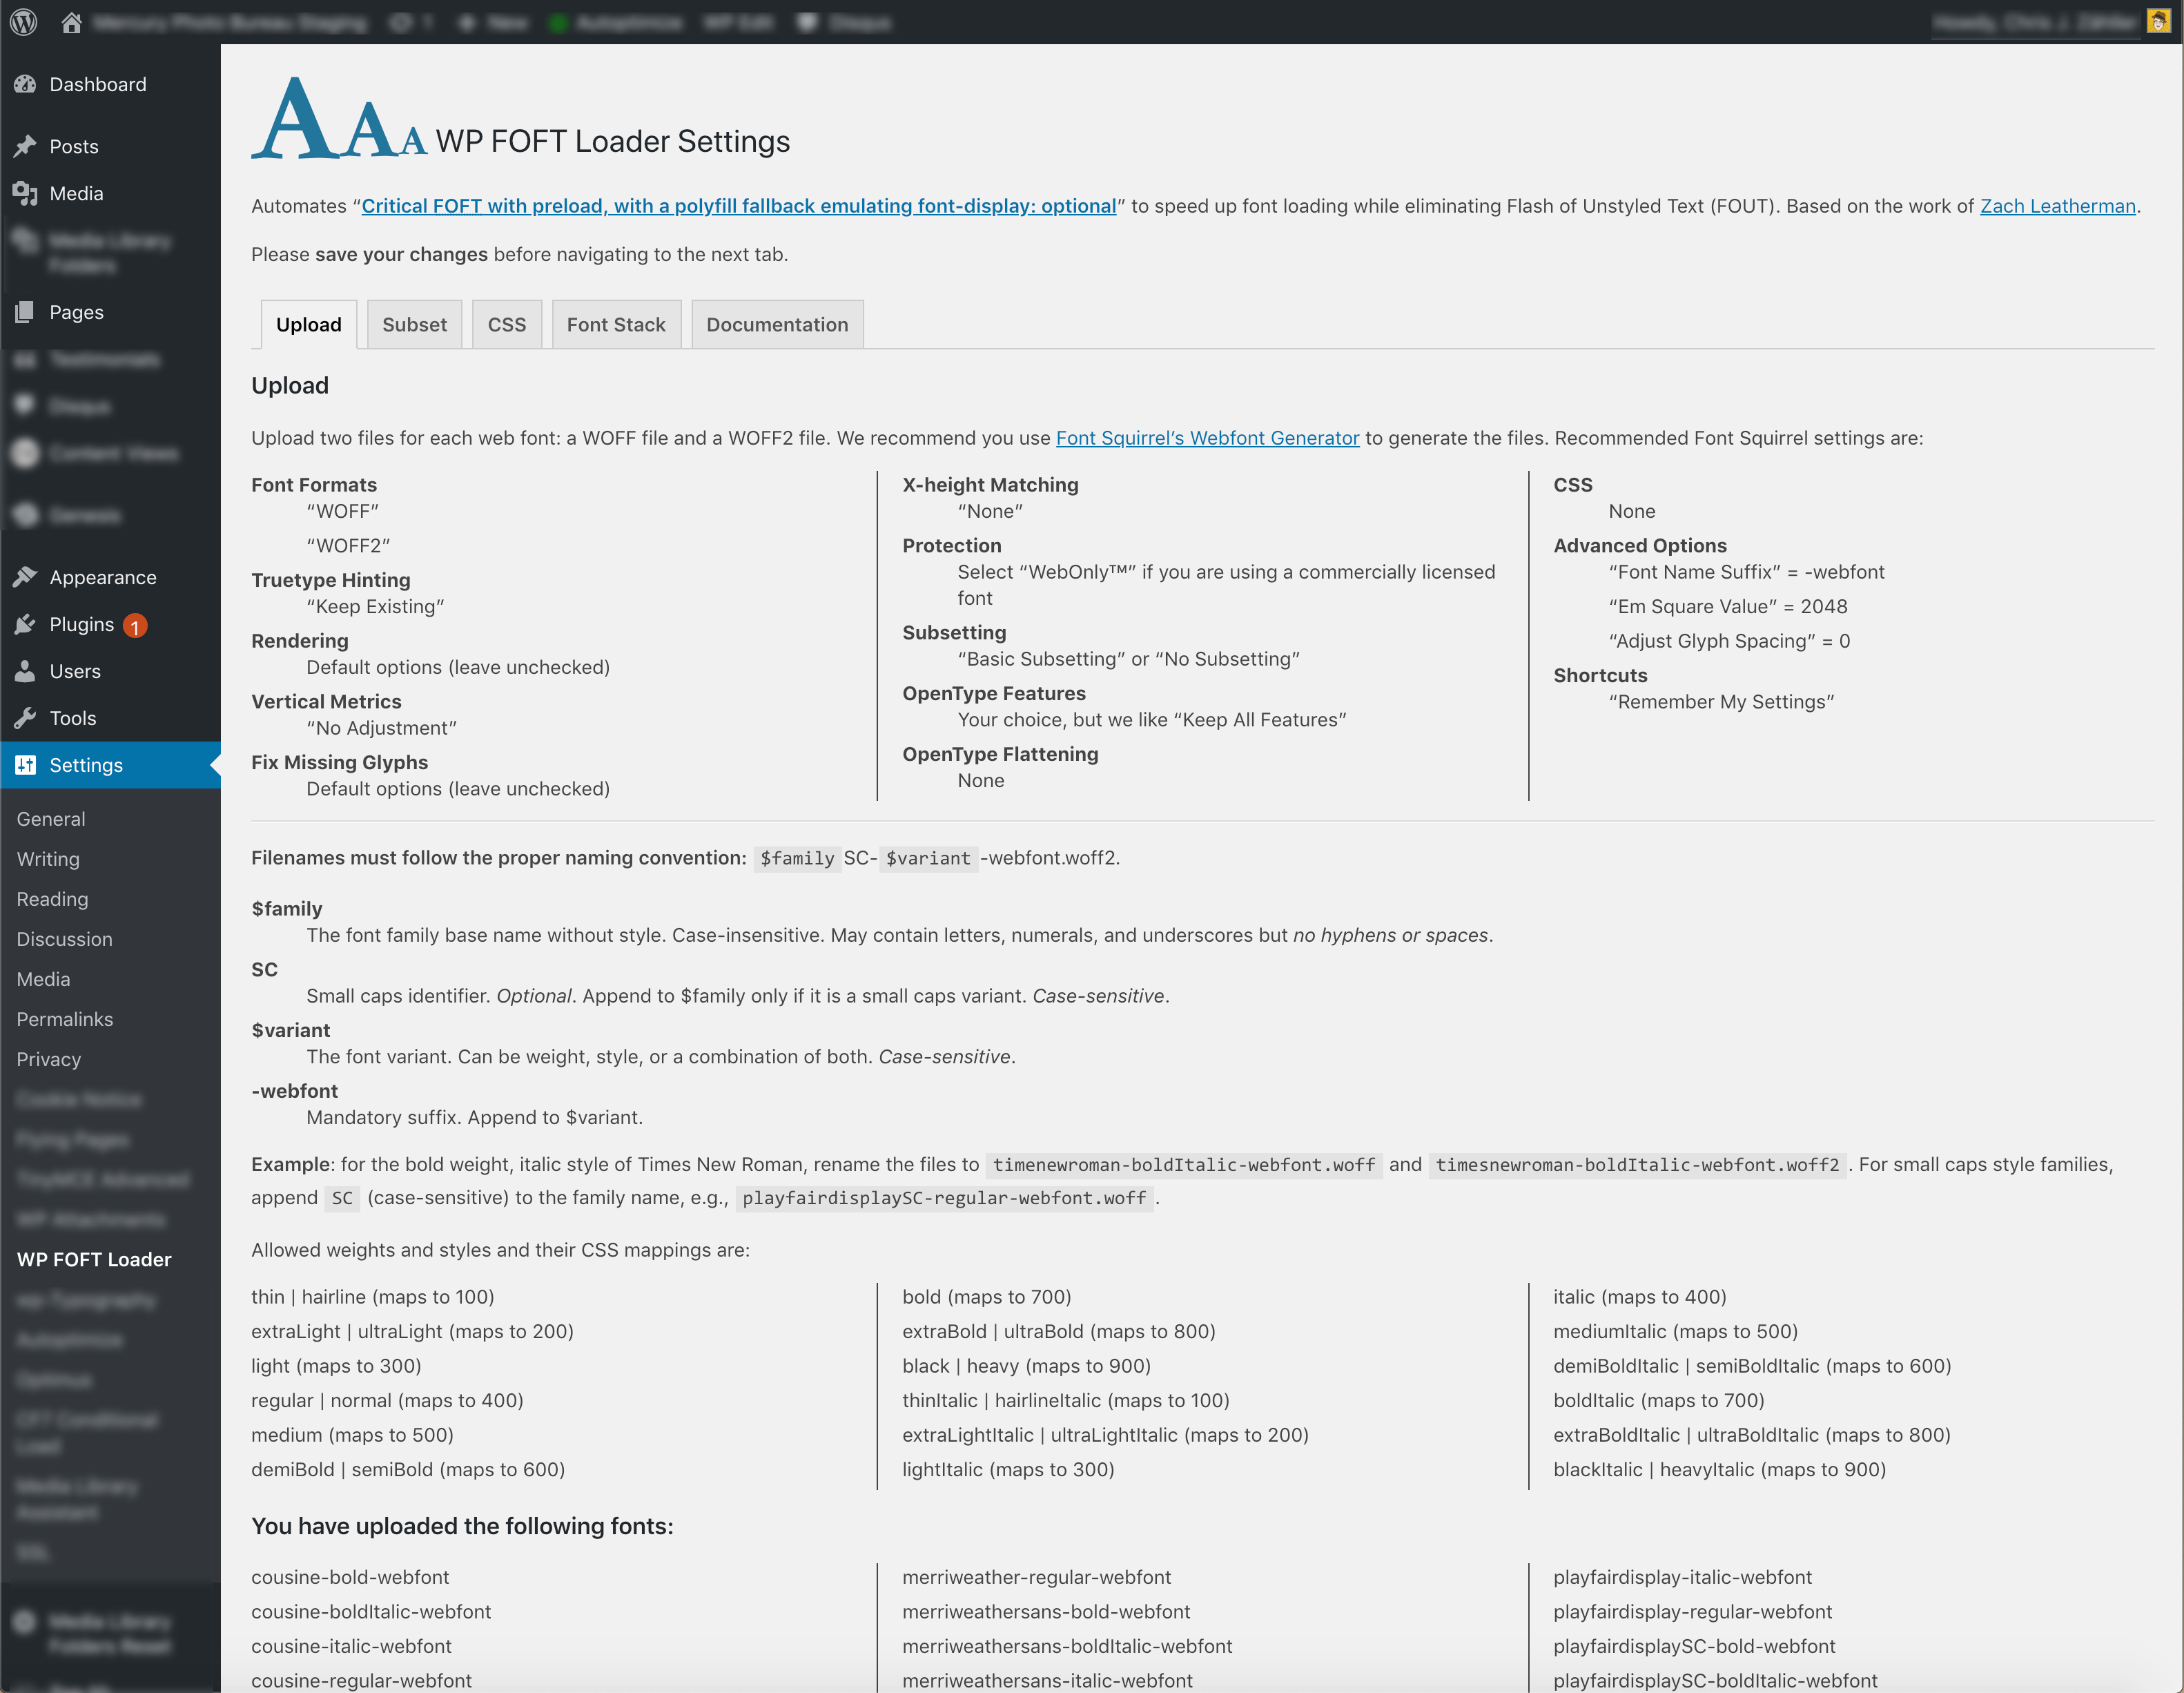 Dashboard
Posts
Media
Pages
Appearance
Plugins 1
Users
Tools
Settings
General
Writing
Reading
Discussion
Media
Permalinks
Privacy
WP FOFT Loader
AAA WP FOFT Loader Settings
Automates “Critical FOFT with preload, with a polyfill fallback emulating font-display: optional” to speed up font loading while eliminating Flash of Unstyled Text (FOUT). Based on the work of Zach Leatherman.
Please save your changes before navigating to the next tab.
Upload Subset CSS Font Stack Documentation
Upload
Upload two files for each web font: a WOFF file and a WOFF2 file. We recommend you use Font Squirrel’s Webfont Generator to generate the files. Recommended Font Squirrel settings are:
Font Formats
“WOFF”
“WOFF2”
Truetype Hinting
“Keep Existing”
Rendering
Default options (leave unchecked)
Vertical Metrics
“No Adjustment”
Fix Missing Glyphs
Default options (leave unchecked)
X-height Matching
“None”
Protection
Select “WebOnly™” if you are using a commercially licensed
font
Subsetting
“Basic Subsetting” or “No Subsetting”
OpenType Features
Your choice, but we like “Keep All Features”
OpenType Flattening
None
CSS
None
Advanced Options
“Font Name Suffix” = -webfont
“Em Square Value” = 2048
“Adjust Glyph Spacing” = 0
Shortcuts
“Remember My Settings”
Filenames must follow the proper naming convention: $family SC- $variant -webfont.woff2.
$family
The font family base name without style. Case-insensitive. May contain letters, numerals, and underscores but no hyphens or spaces.
SC
Small caps identifier. Optional. Append to $family only if it is a small caps variant. Case-sensitive.
$variant
The font variant. Can be weight, style, or a combination of both. Case-sensitive.
-webfont
Mandatory suffix. Append to $variant.
Example: for the bold weight, italic style of Times New Roman, rename the files to timenewroman-boldItalic-webfont.woff and timesnewroman-boldItalic-webfont.woff2 . For small caps style families,
append SC (case-sensitive) to the family name, e.g., playfairdisplaySC-regular-webfont.woff .
Allowed weights and styles and their CSS mappings are:
thin | hairline (maps to 100)
extraLight | ultraLight (maps to 200)
light (maps to 300)
regular | normal (maps to 400)
medium (maps to 500)
demiBold | semiBold (maps to 600)
bold (maps to 700)
extraBold | ultraBold (maps to 800)
black | heavy (maps to 900)
thinItalic | hairlineItalic (maps to 100)
extraLightItalic | ultraLightItalic (maps to 200)
lightItalic (maps to 300)
italic (maps to 400)
mediumItalic (maps to 500)
demiBoldItalic | semiBoldItalic (maps to 600)
boldItalic (maps to 700)
extraBoldItalic | ultraBoldItalic (maps to 800)
blackItalic | heavyItalic (maps to 900)
You have uploaded the following fonts:
cousine-bold-webfont
cousine-boldItalic-webfont
cousine-italic-webfont
cousine-regular-webfont
merriweather-regular-webfont
merriweathersans-bold-webfont
merriweathersans-boldItalic-webfont
merriweathersans-italic-webfont
playfairdisplay-italic-webfont
playfairdisplay-regular-webfont
playfairdisplaySC-bold-webfont
playfairdisplaySC-boldItalic-webfont